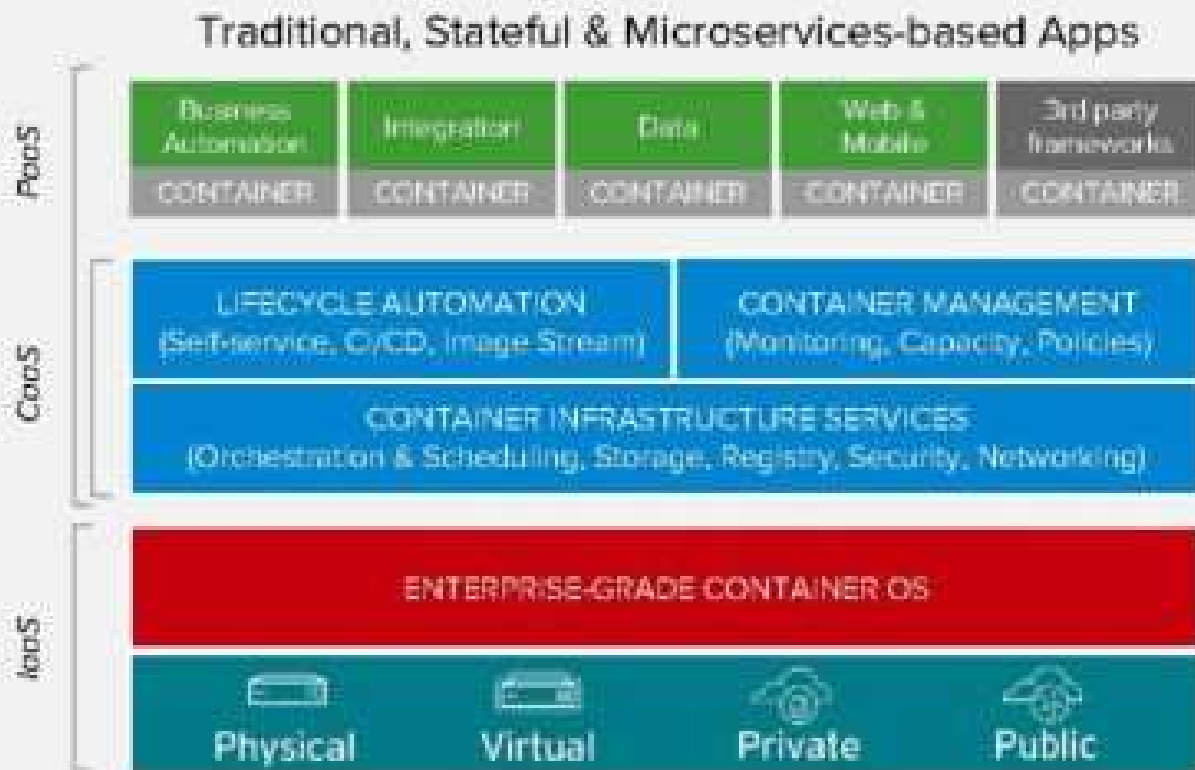 Traditional, Stateful & Microservices-based Apps
PaaS
Business
Automation
Integration
Data
Web &
Mobile
3rd party
frameworks
CONTAINER
CONTAINER
CONTAINER
CONTAINER
CONTAINER
CaaS
LIFECYCLE AUTOMATION
(Self-service, CI/CD, Image Stream)
CONTAINER MANAGEMENT
(Monitoring, Capacity, Policies)
CONTAINER INFRASTRUCTURE SERVICES
(Orchestration & Scheduling, Storage, Registry, Security, Networking)
IaaS
ENTERPRISE-GRADE CONTAINER OS
Physical
Virtual
Private
Public